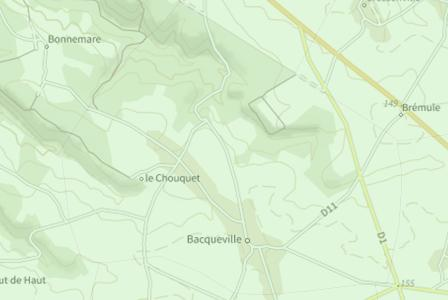 Bonnemare
149
Brémule
le Chouquet
D11
Bacqueville
D1
ut de Haut
155